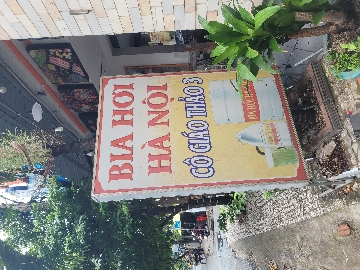 BIA HƠI
HÀ NỘI
CÔ GIÁO THẢO 3